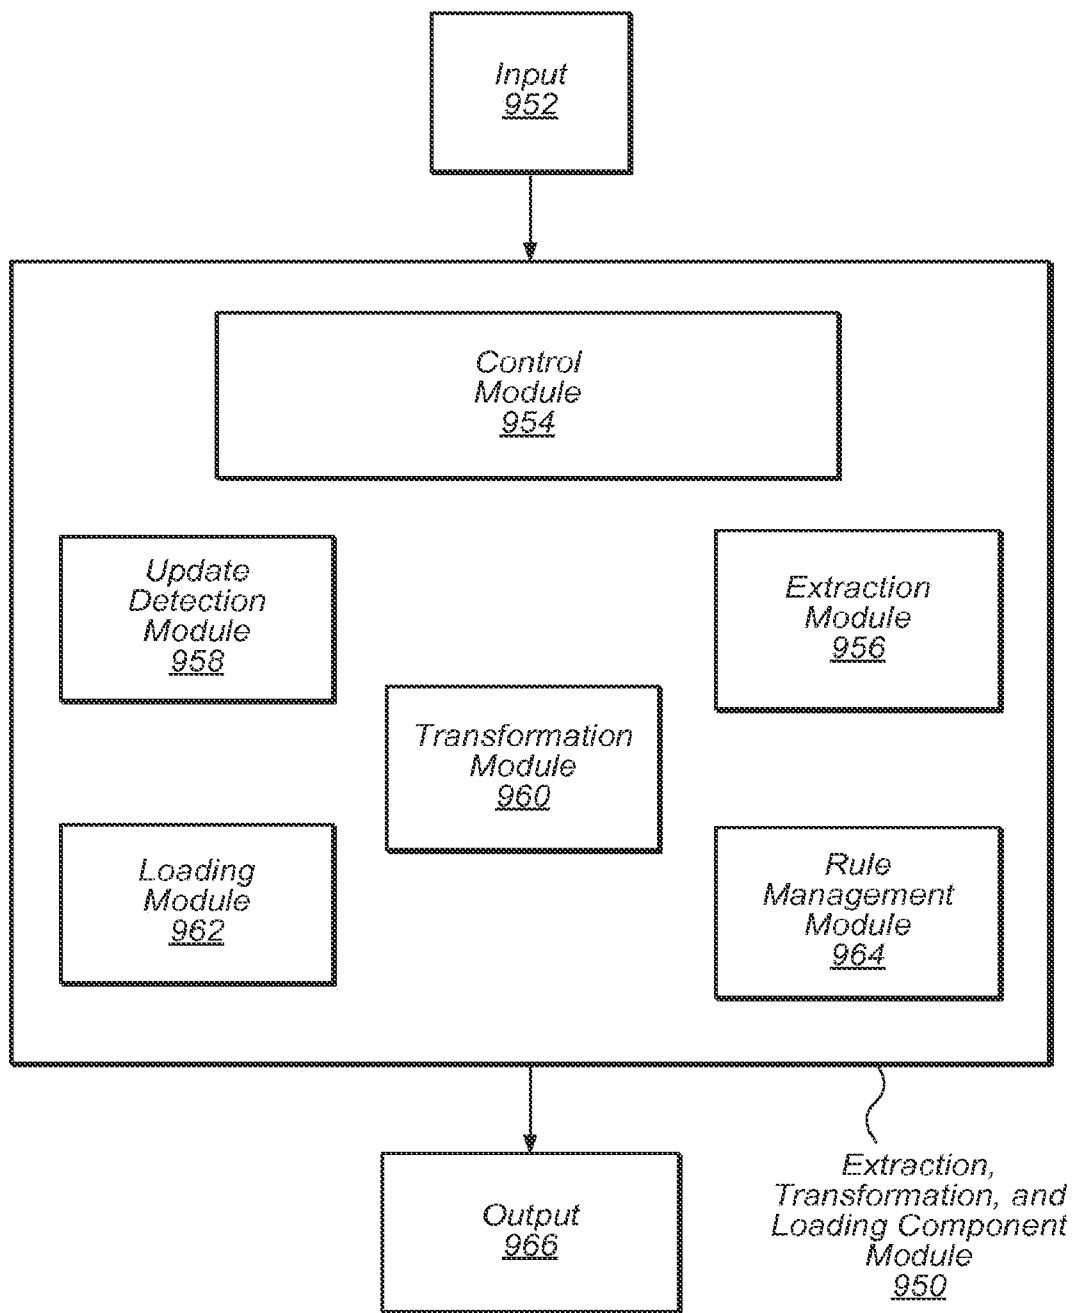 Input
952
Control
Module
954
Update
Detection
Module
958
Extraction
Module
956
Transformation
Module
960
Loading
Module
962
Rule
Management
Module
964
Output
966
Extraction,
Transformation, and
Loading Component
Module
950